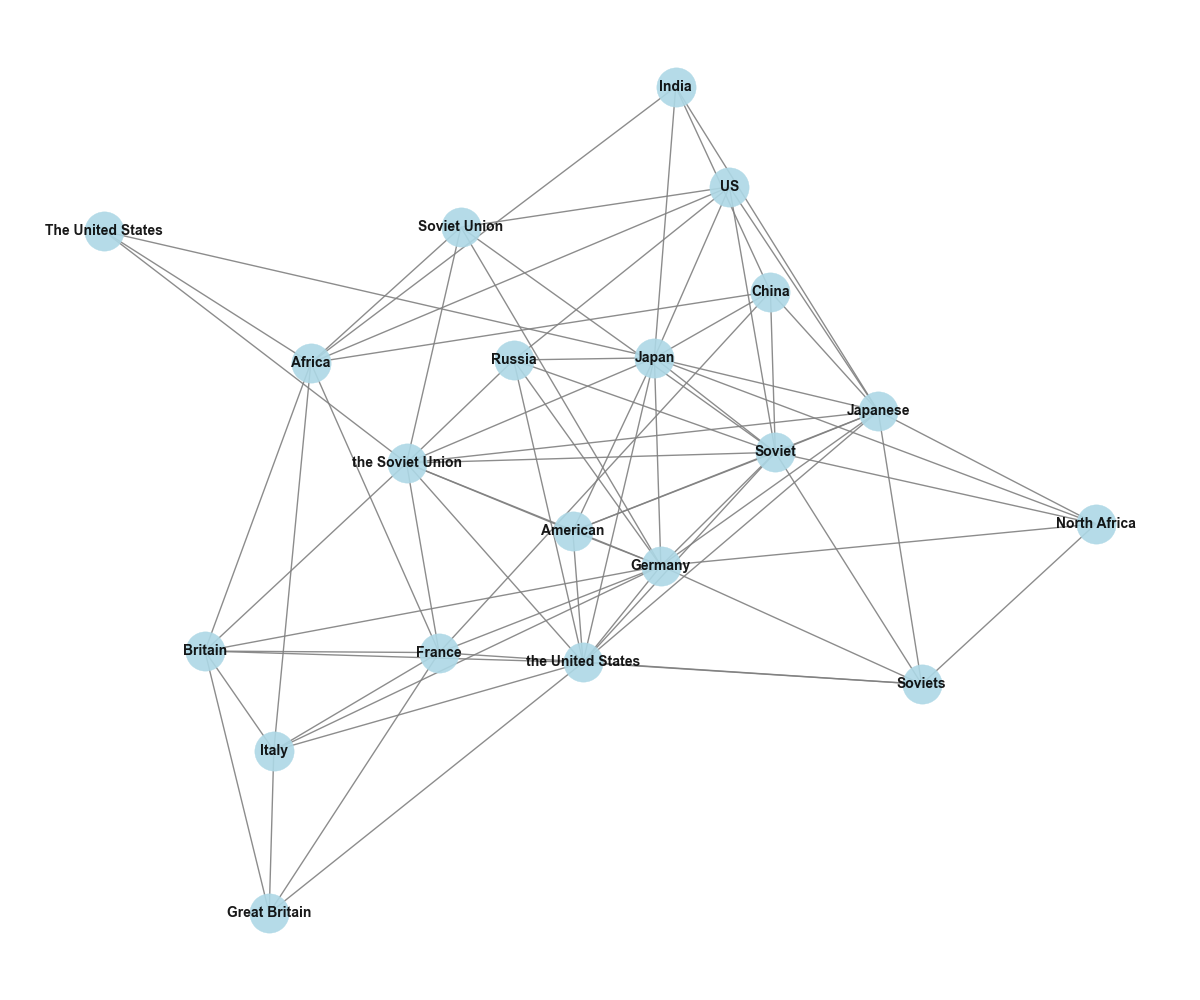 India
US
Soviet Union
The United States
China
Japan
Russia
Africa
Japanese
Soviet
the Soviet Union
North Africa
American
Germany
Britain
France
the United States
Soviets
Italy
Great Britain